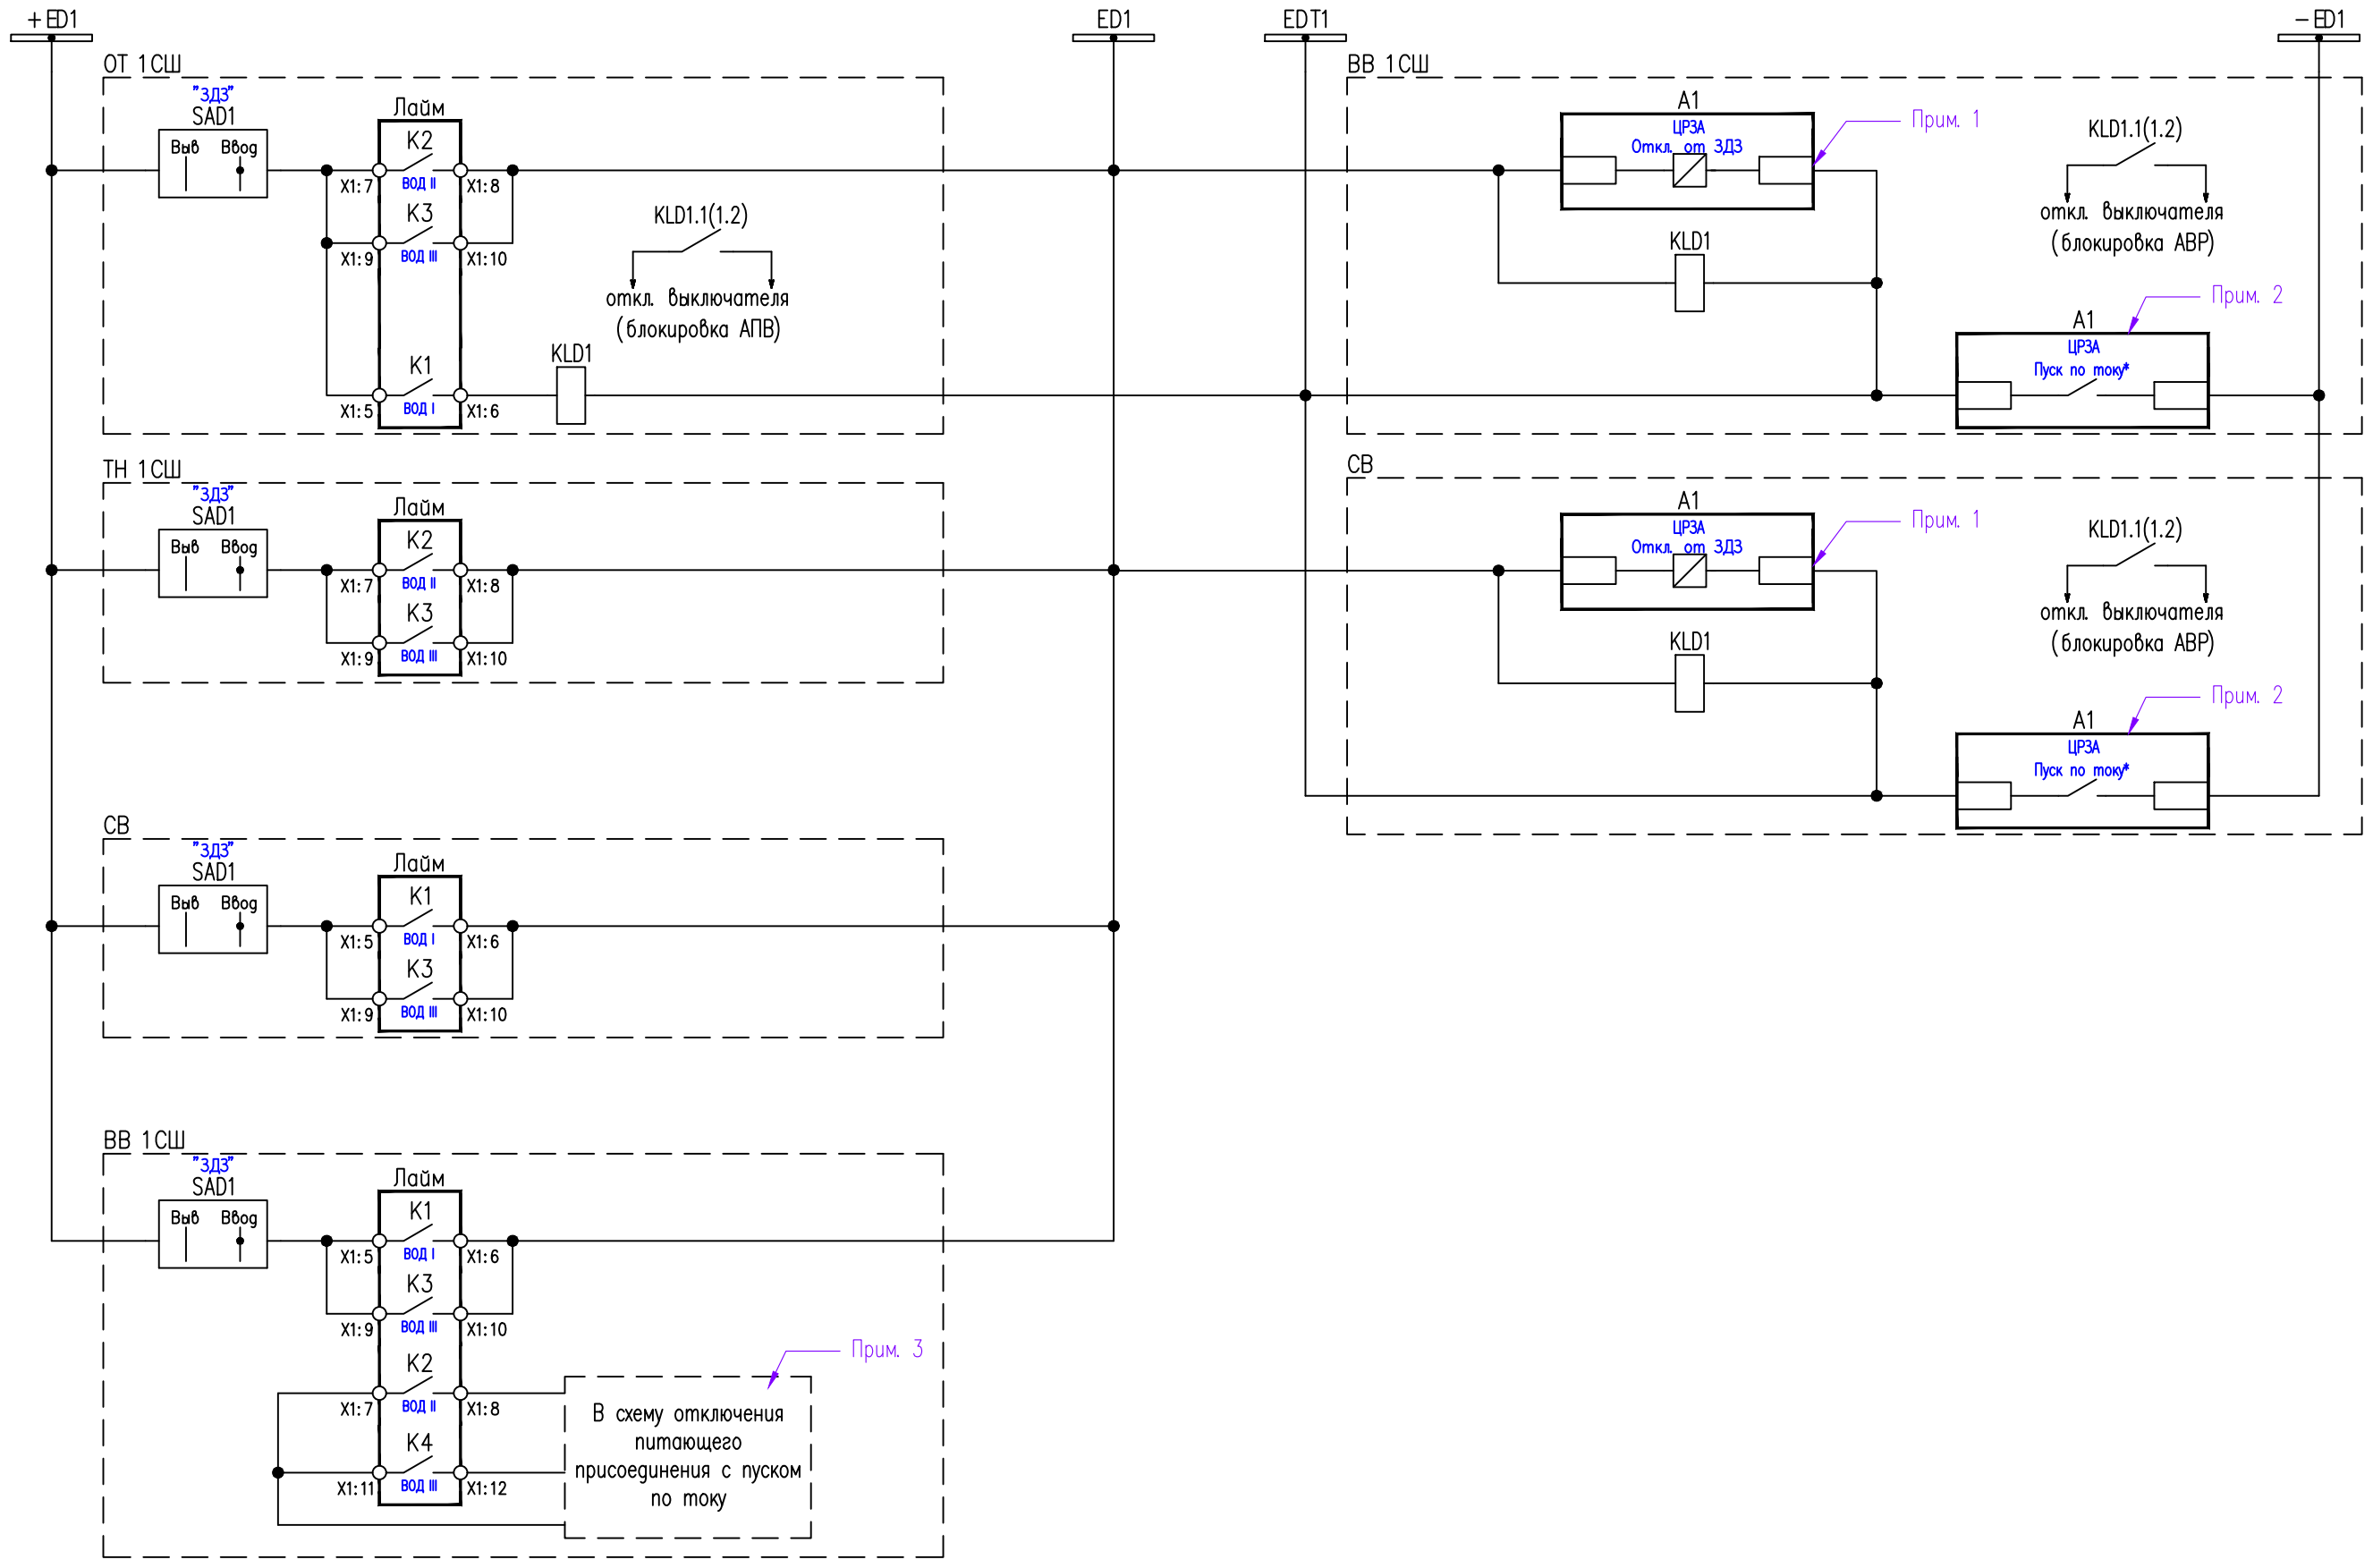 +ED1
ED1
EDT1
-ED1
ОТ 1СШ
"ЗДЗ"
SAD1
Выв Ввод
Лайм
K2
X1:7 ВОД II X1:8
K3
X1:9 ВОД III X1:10
K1
X1:5 ВОД I X1:6
KLD1.1(1.2)
откл. выключателя
(блокировка АПВ)
KLD1
ТН 1СШ
"ЗДЗ"
SAD1
Выв Ввод
Лайм
K2
X1:7 ВОД II X1:8
K3
X1:9 ВОД III X1:10
СВ
"ЗДЗ"
SAD1
Выв Ввод
Лайм
K1
X1:5 ВОД I X1:6
K3
X1:9 ВОД III X1:10
ВВ 1СШ
"ЗДЗ"
SAD1
Выв Ввод
Лайм
K1
X1:5 ВОД I X1:6
K3
X1:9 ВОД III X1:10
K2
X1:7 ВОД II X1:8
K4
X1:11 ВОД III X1:12
Прим. 3
В схему отключения
питающего
присоединения с пуском
по току
ВВ 1СШ
A1
ЦРЗА
Откл. от ЗДЗ
Прим. 1
KLD1
KLD1.1(1.2)
откл. выключателя
(блокировка АВР)
Прим. 2
A1
ЦРЗА
Пуск по току*
СВ
A1
ЦРЗА
Откл. от ЗДЗ
Прим. 1
KLD1
KLD1.1(1.2)
откл. выключателя
(блокировка АВР)
Прим. 2
A1
ЦРЗА
Пуск по току*